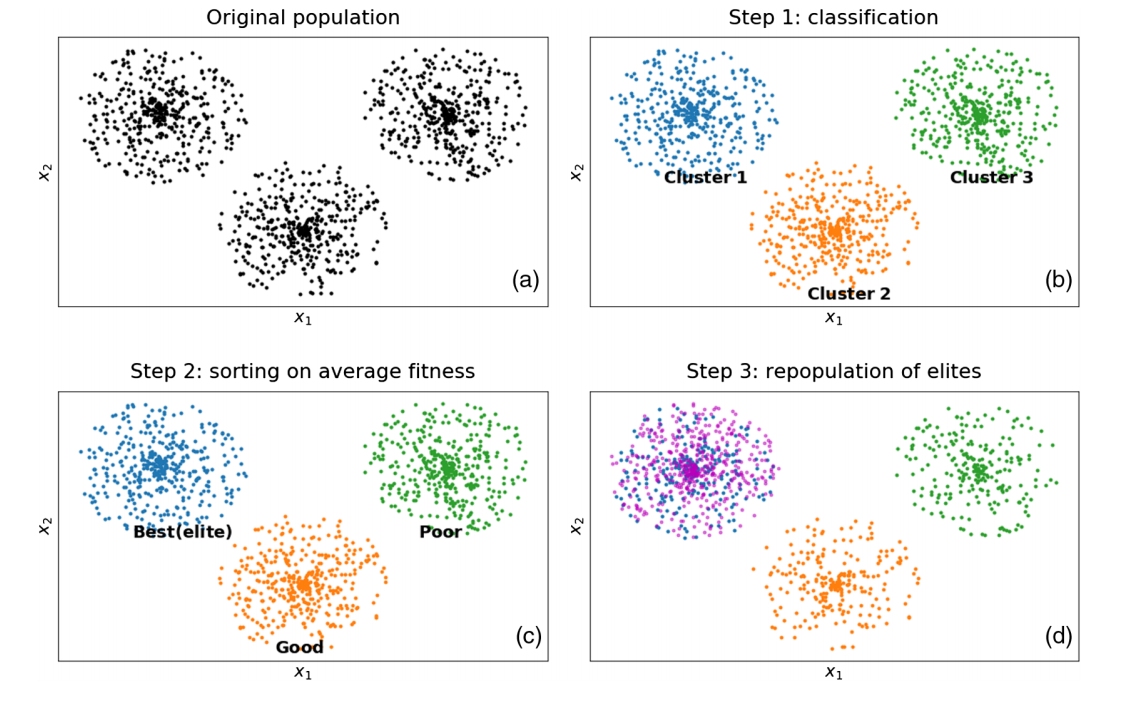 Original population
x₂
(a)
x₁
Step 1: classification
x₂
Cluster 1
Cluster 3
Cluster 2
(b)
x₁
Step 2: sorting on average fitness
x₂
Best(elite)
Poor
Good
(c)
x₁
Step 3: repopulation of elites
x₂
(d)
x₁